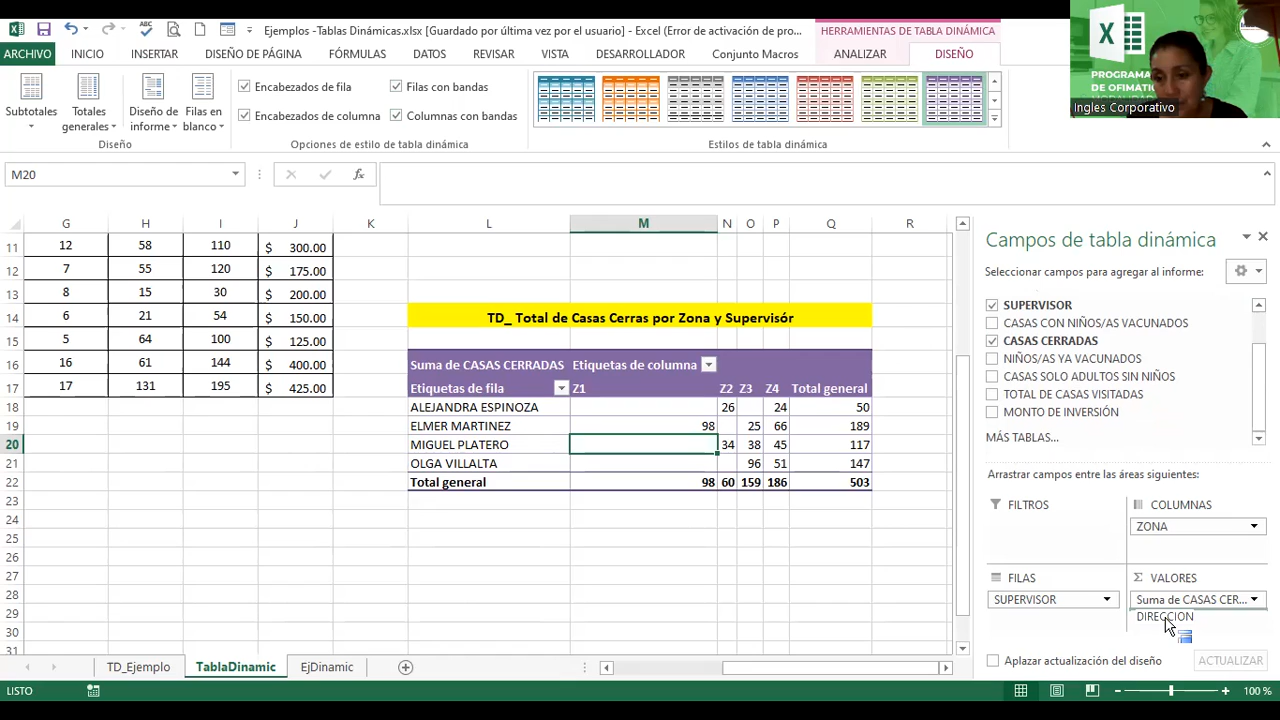 Ejemplos -Tablas Dinámicas.xlsx [Guardado por última vez por el usuario] - Excel (Error de activación de pro...
HERRAMIENTAS DE TABLA DINÁMICA
ARCHIVO INICIO INSERTAR DISEÑO DE PÁGINA FÓRMULAS DATOS REVISAR VISTA DESARROLLADOR Conjunto Macros ANALIZAR DISEÑO
PROGRAMA
DE OFIMATIC
Ingles Corporativo
Subtotales
Totales generales
Diseño de informe
Filas en blanco
Encabezados de fila
Filas con bandas
Encabezados de columna
Columnas con bandas
Diseño
Opciones de estilo de tabla dinámica
Estilos de tabla dinámica
M20
fx
G H I J K L M N O P Q R
11 12 58 110 $ 300.00
12 7 55 120 $ 175.00
13 8 15 30 $ 200.00
14 6 21 54 $ 150.00 TD_ Total de Casas Cerras por Zona y Supervisór
15 5 64 100 $ 125.00
16 16 61 144 $ 400.00 Suma de CASAS CERRADAS Etiquetas de columna
17 17 131 195 $ 425.00 Etiquetas de fila Z1 Z2 Z3 Z4 Total general
18 ALEJANDRA ESPINOZA 26 24 50
19 ELMER MARTINEZ 98 25 66 189
20 MIGUEL PLATERO 34 38 45 117
21 OLGA VILLALTA 96 51 147
22 Total general 98 60 159 186 503
23
24
25
26
27
28
29
30
31
Campos de tabla dinámica
Seleccionar campos para agregar al informe:
SUPERVISOR
CASAS CON NIÑOS/AS VACUNADOS
CASAS CERRADAS
NIÑOS/AS YA VACUNADOS
CASAS SOLO ADULTOS SIN NIÑOS
TOTAL DE CASAS VISITADAS
MONTO DE INVERSIÓN
MÁS TABLAS...
Arrastrar campos entre las áreas siguientes:
FILTROS
COLUMNAS
ZONA
FILAS
Σ VALORES
SUPERVISOR
Suma de CASAS CER...
DIRECCION
Aplazar actualización del diseño
ACTUALIZAR
TD_Ejemplo TablaDinamic EjDinamic
LISTO
100 %